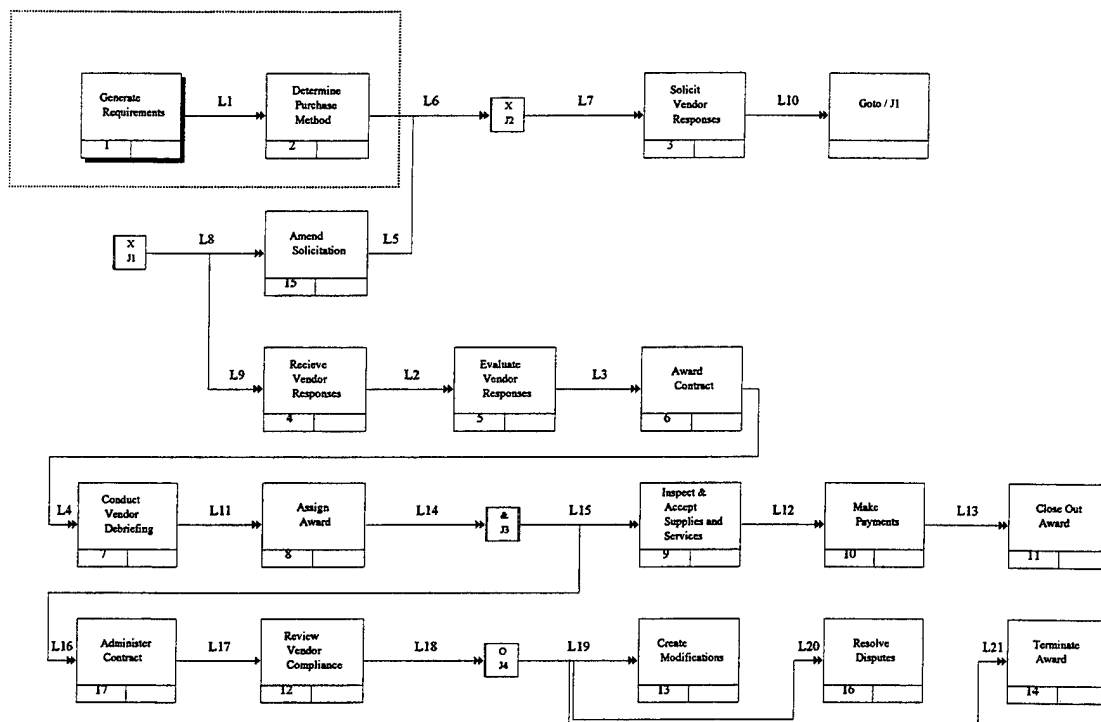 Generate
Requirements
1
L1
Determine
Purchase
Method
2
L6
X
J2
L7
Solicit
Vendor
Responses
3
L10
Goto / J1
X
J1
L8
Amend
Solicitation
15
L5
L9
Recieve
Vendor
Responses
4
L2
Evaluate
Vendor
Responses
5
L3
Award
Contract
6
L4
Conduct
Vendor
Debriefing
7
L11
Assign
Award
8
L14
&
J3
L15
Inspect &
Accept
Supplies and
Services
9
L12
Make
Payments
10
L13
Close Out
Award
11
L16
Administer
Contract
17
L17
Review
Vendor
Compliance
12
L18
O
J4
L19
Create
Modifications
13
L20
Resolve
Disputes
16
L21
Terminate
Award
14